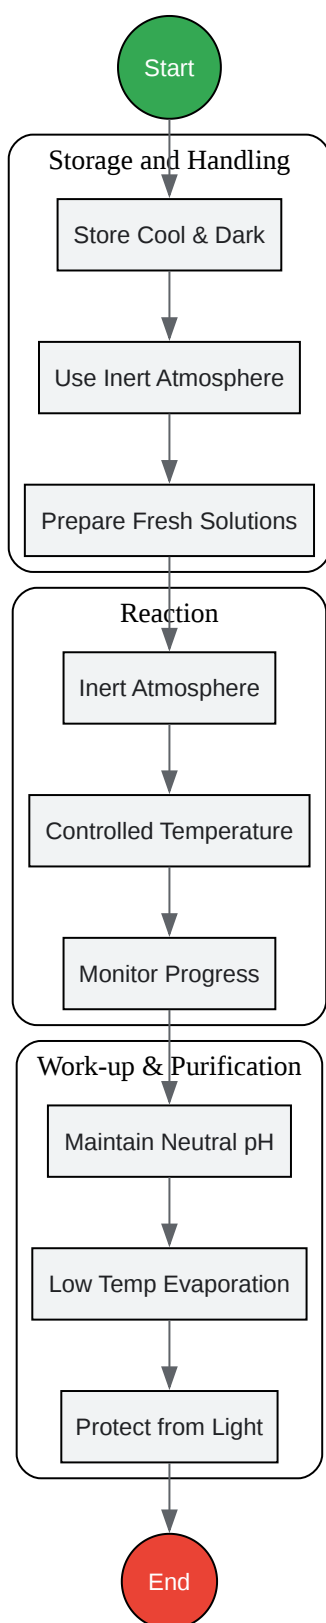 Start
Storage and Handling
Store Cool & Dark
Use Inert Atmosphere
Prepare Fresh Solutions
Reaction
Inert Atmosphere
Controlled Temperature
Monitor Progress
Work-up & Purification
Maintain Neutral pH
Low Temp Evaporation
Protect from Light
End